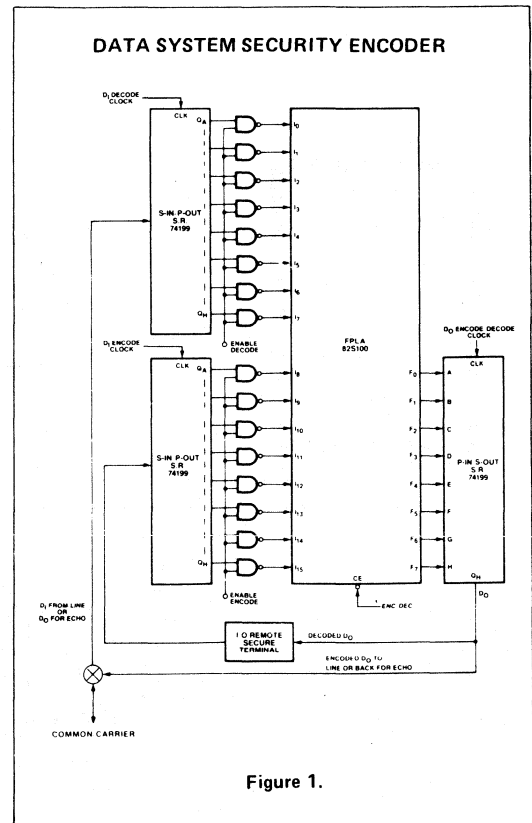 DATA SYSTEM SECURITY ENCODER
DI DECODE
CLOCK
CLK
QA
S-IN P-OUT
S.R
74199
QH
I0
I1
I2
I3
I4
I5
I6
I7
ENABLE
DECODE
DI ENCODE
CLOCK
CLK
QA
S-IN P-OUT
S.R
74199
QH
I8
I9
I10
I11
I12
I13
I14
I15
ENABLE
ENCODE
FPLA
82S100
CE
ENC DEC
F0
F1
F2
F3
F4
F5
F6
F7
DO ENCODE DECODE
CLOCK
CLK
A
B
C
D
E
F
G
H
P-IN S-OUT
S.R
74199
QH
DO
DI FROM LINE
OR
DO FOR ECHO
I O REMOTE
SECURE
TERMINAL
DECODED DO
ENCODED DO TO
LINE OR BACK FOR ECHO
COMMON CARRIER
Figure 1.